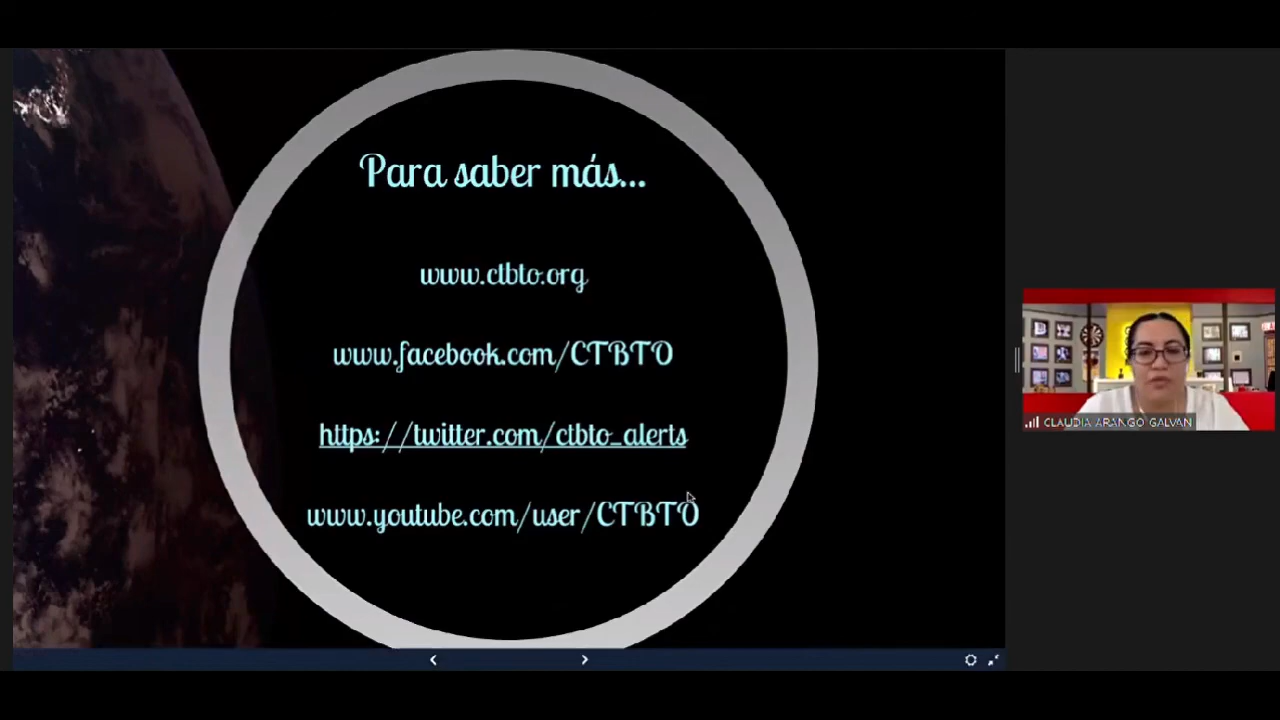 Para saber más...
www.ctbto.org
www.facebook.com/CTBTO
https://twitter.com/ctbto_alerts
www.youtube.com/user/CTBTO
CLAUDIA ARANGO GALVAN